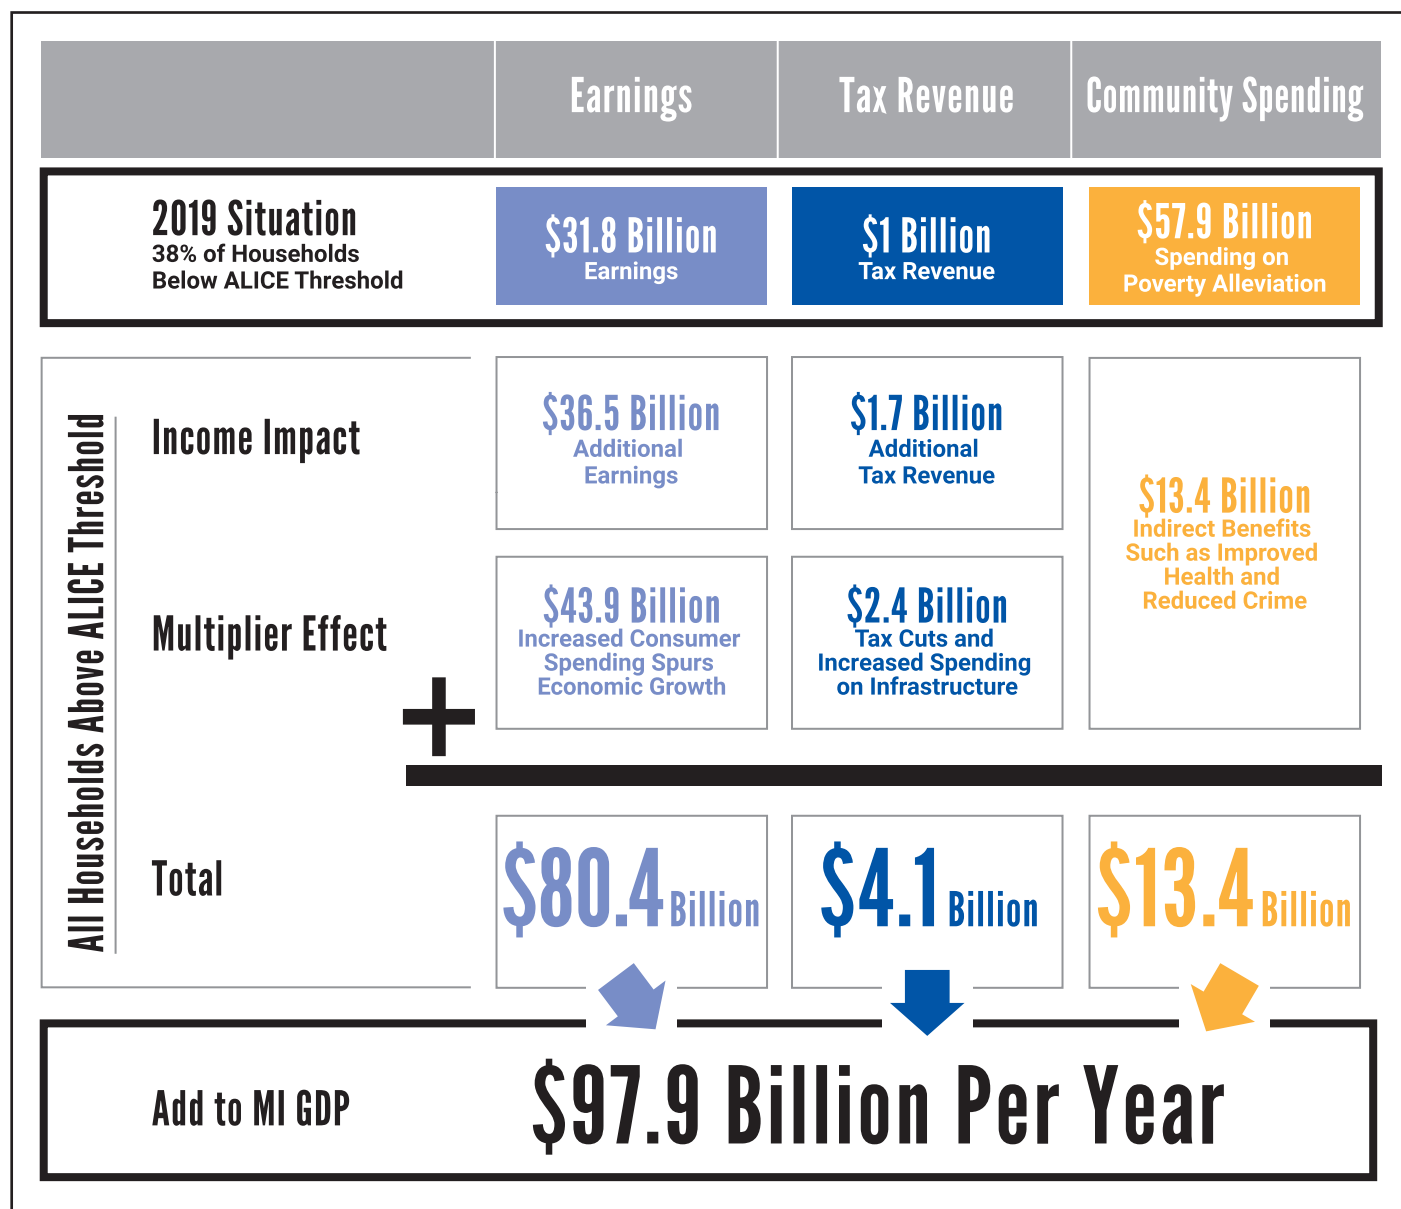 Earnings
Tax Revenue
Community Spending
2019 Situation
38% of Households
Below ALICE Threshold
$31.8 Billion
Earnings
$1 Billion
Tax Revenue
$57.9 Billion
Spending on
Poverty Alleviation
All Households Above ALICE Threshold
Income Impact
$36.5 Billion
Additional
Earnings
$1.7 Billion
Additional
Tax Revenue
$13.4 Billion
Indirect Benefits
Such as Improved
Health and
Reduced Crime
Multiplier Effect
$43.9 Billion
Increased Consumer
Spending Spurs
Economic Growth
$2.4 Billion
Tax Cuts and
Increased Spending
on Infrastructure
+
Total
$80.4 Billion
$4.1 Billion
$13.4 Billion
Add to MI GDP
$97.9 Billion Per Year